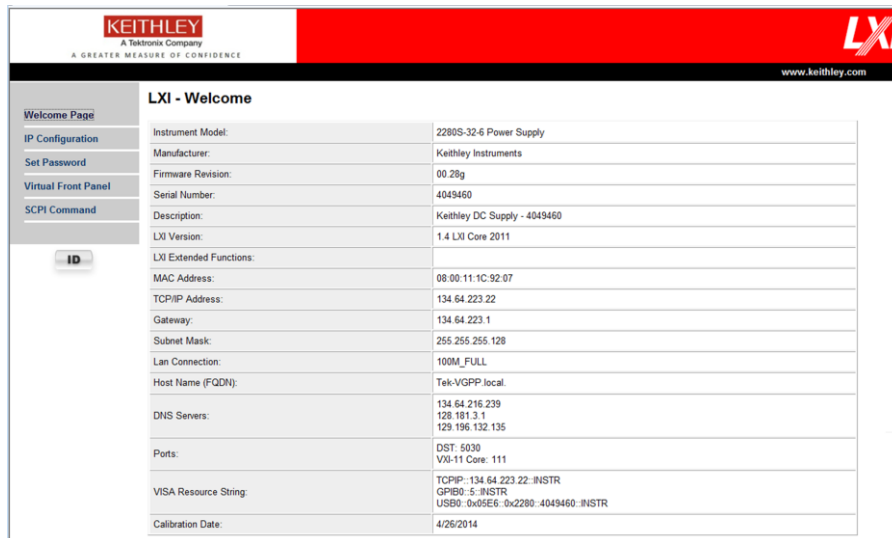 KEITHLEY
A Tektronix Company
A GREATER MEASURE OF CONFIDENCE
LXI
www.keithley.com
Welcome Page
IP Configuration
Set Password
Virtual Front Panel
SCPI Command
ID
LXI - Welcome
Instrument Model: 2280S-32-6 Power Supply
Manufacturer: Keithley Instruments
Firmware Revision: 00.28g
Serial Number: 4049460
Description: Keithley DC Supply - 4049460
LXI Version: 1.4 LXI Core 2011
LXI Extended Functions:
MAC Address: 08:00:11:1C:92:07
TCP/IP Address: 134.64.223.22
Gateway: 134.64.223.1
Subnet Mask: 255.255.255.128
Lan Connection: 100M_FULL
Host Name (FQDN): Tek-VGPP.local.
DNS Servers: 134.64.216.239
128.181.3.1
129.196.132.135
Ports: DST: 5030
VXI-11 Core: 111
VISA Resource String: TCPIP::134.64.223.22::INSTR
GPIB0::5::INSTR
USB0::0x05E6::0x2280::4049460::INSTR
Calibration Date: 4/26/2014